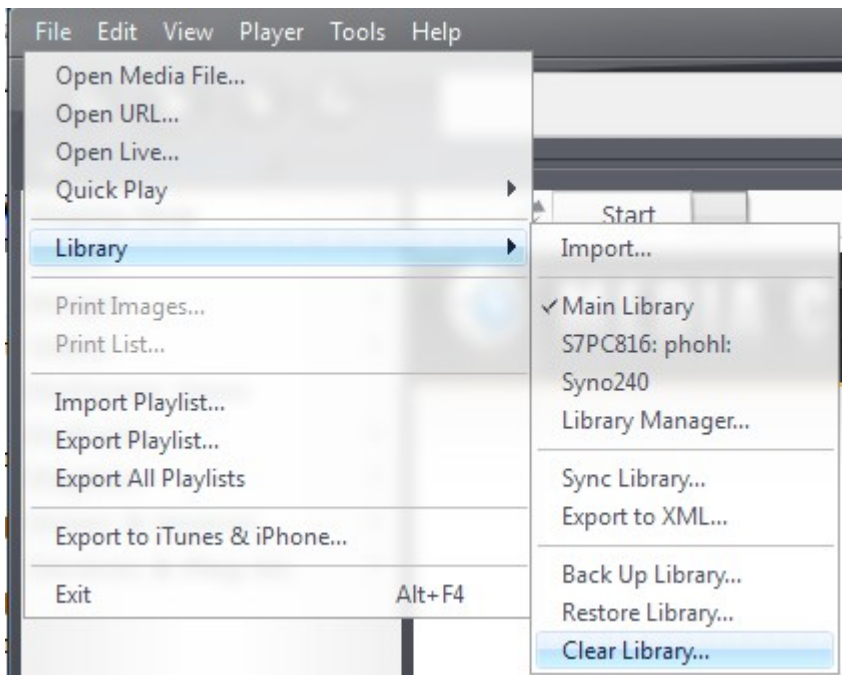 File Edit View Player Tools Help
Open Media File...
Open URL...
Open Live...
Quick Play
Library
Print Images...
Print List...
Import Playlist...
Export Playlist...
Export All Playlists
Export to iTunes & iPhone...
Exit Alt+F4
Start
Import...
Main Library
S7PC816: phohl:
Syno240
Library Manager...
Sync Library...
Export to XML...
Back Up Library...
Restore Library...
Clear Library...